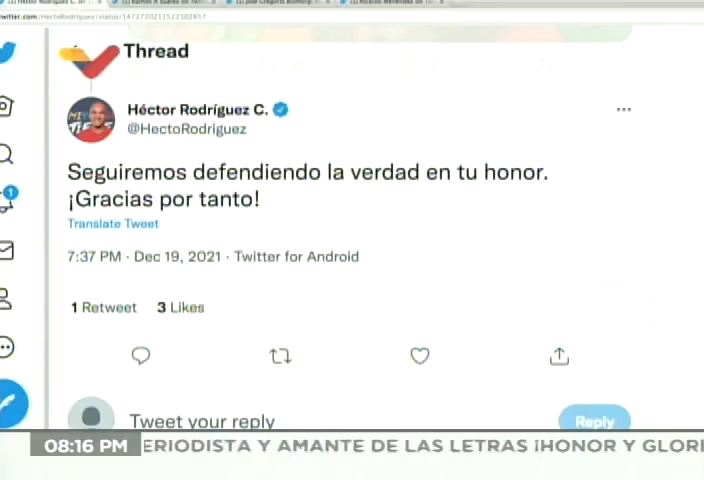 Thread
Héctor Rodríguez C.
@HectoRodriguez
Seguiremos defendiendo la verdad en tu honor.
¡Gracias por tanto!
Translate Tweet
7:37 PM · Dec 19, 2021 · Twitter for Android
1 Retweet 3 Likes
Tweet your reply
Reply
1
08:16 PM ERIODISTA Y AMANTE DE LAS LETRAS ¡HONOR Y GLORI